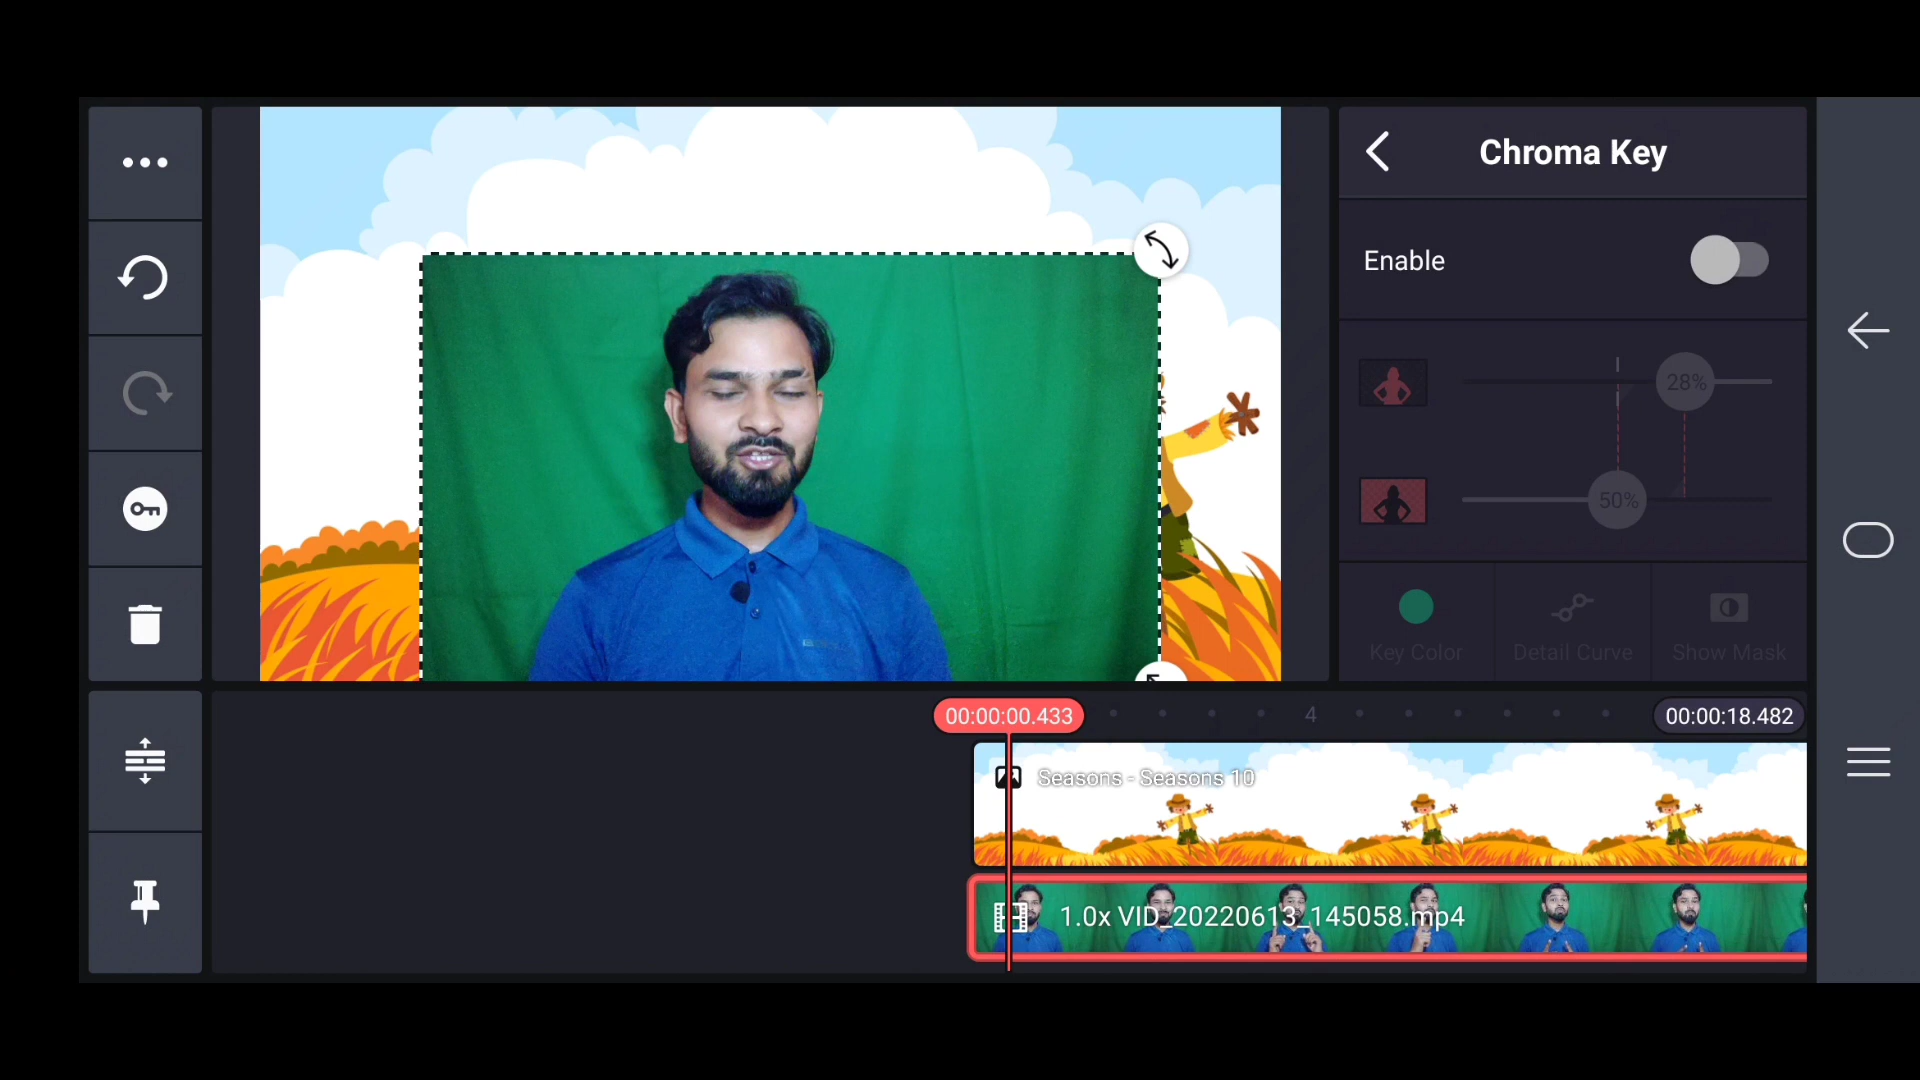 Chroma Key
Enable
28%
50%
Key Color
Detail Curve
Show Mask
00:00:00.433
4
00:00:18.482
Seasons - Seasons 10
1.0x VID_20220613_145058.mp4